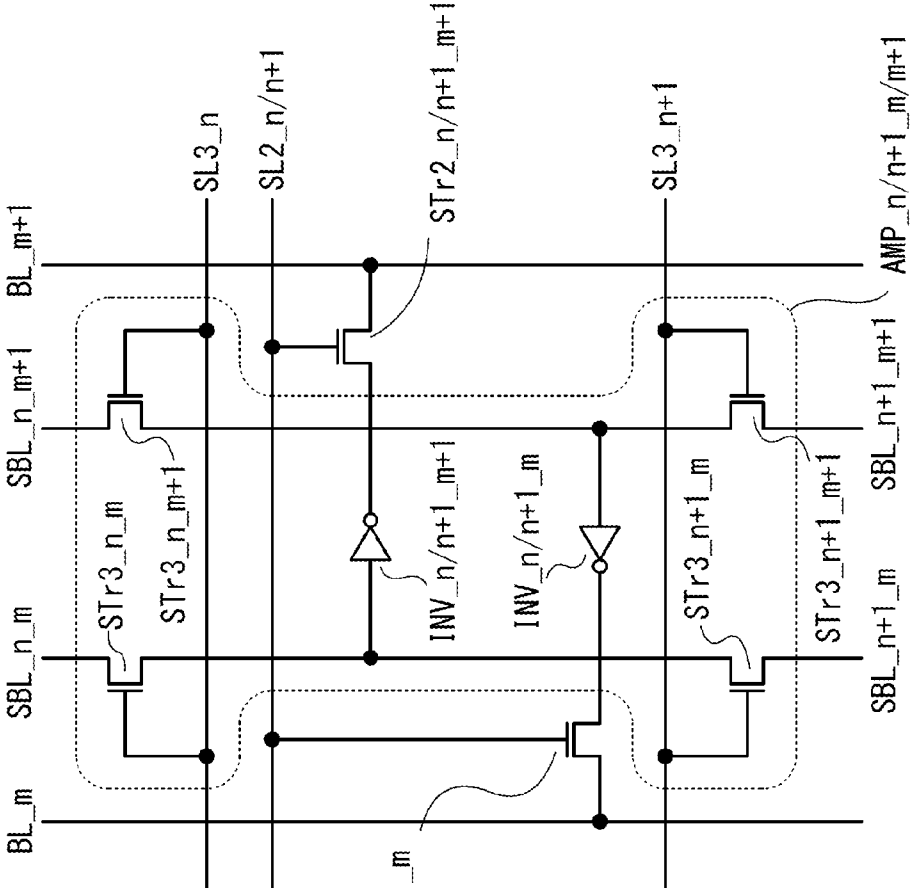 BL_m
SBL_n_m
SBL_n_m+1
BL_m+1
STr3_n_m
STr3_n_m+1
SL3_n
SL2_n/n+1
STr2_n/n+1_m+1
INV_n/n+1_m+1
INV_n/n+1_m
SL3_n+1
_m
STr3_n+1_m
STr3_n+1_m+1
SBL_n+1_m
SBL_n+1_m+1
AMP_n/n+1_m/m+1